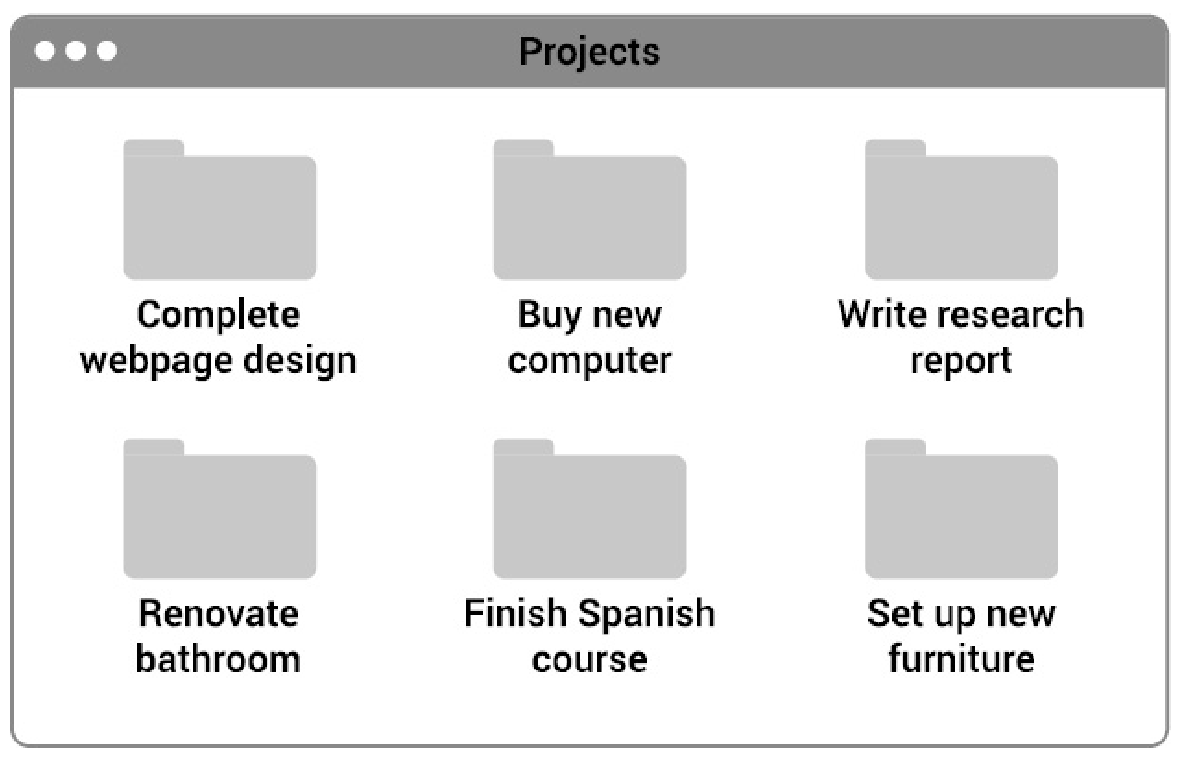 Projects
Complete
webpage design
Buy new
computer
Write research
report
Renovate
bathroom
Finish Spanish
course
Set up new
furniture